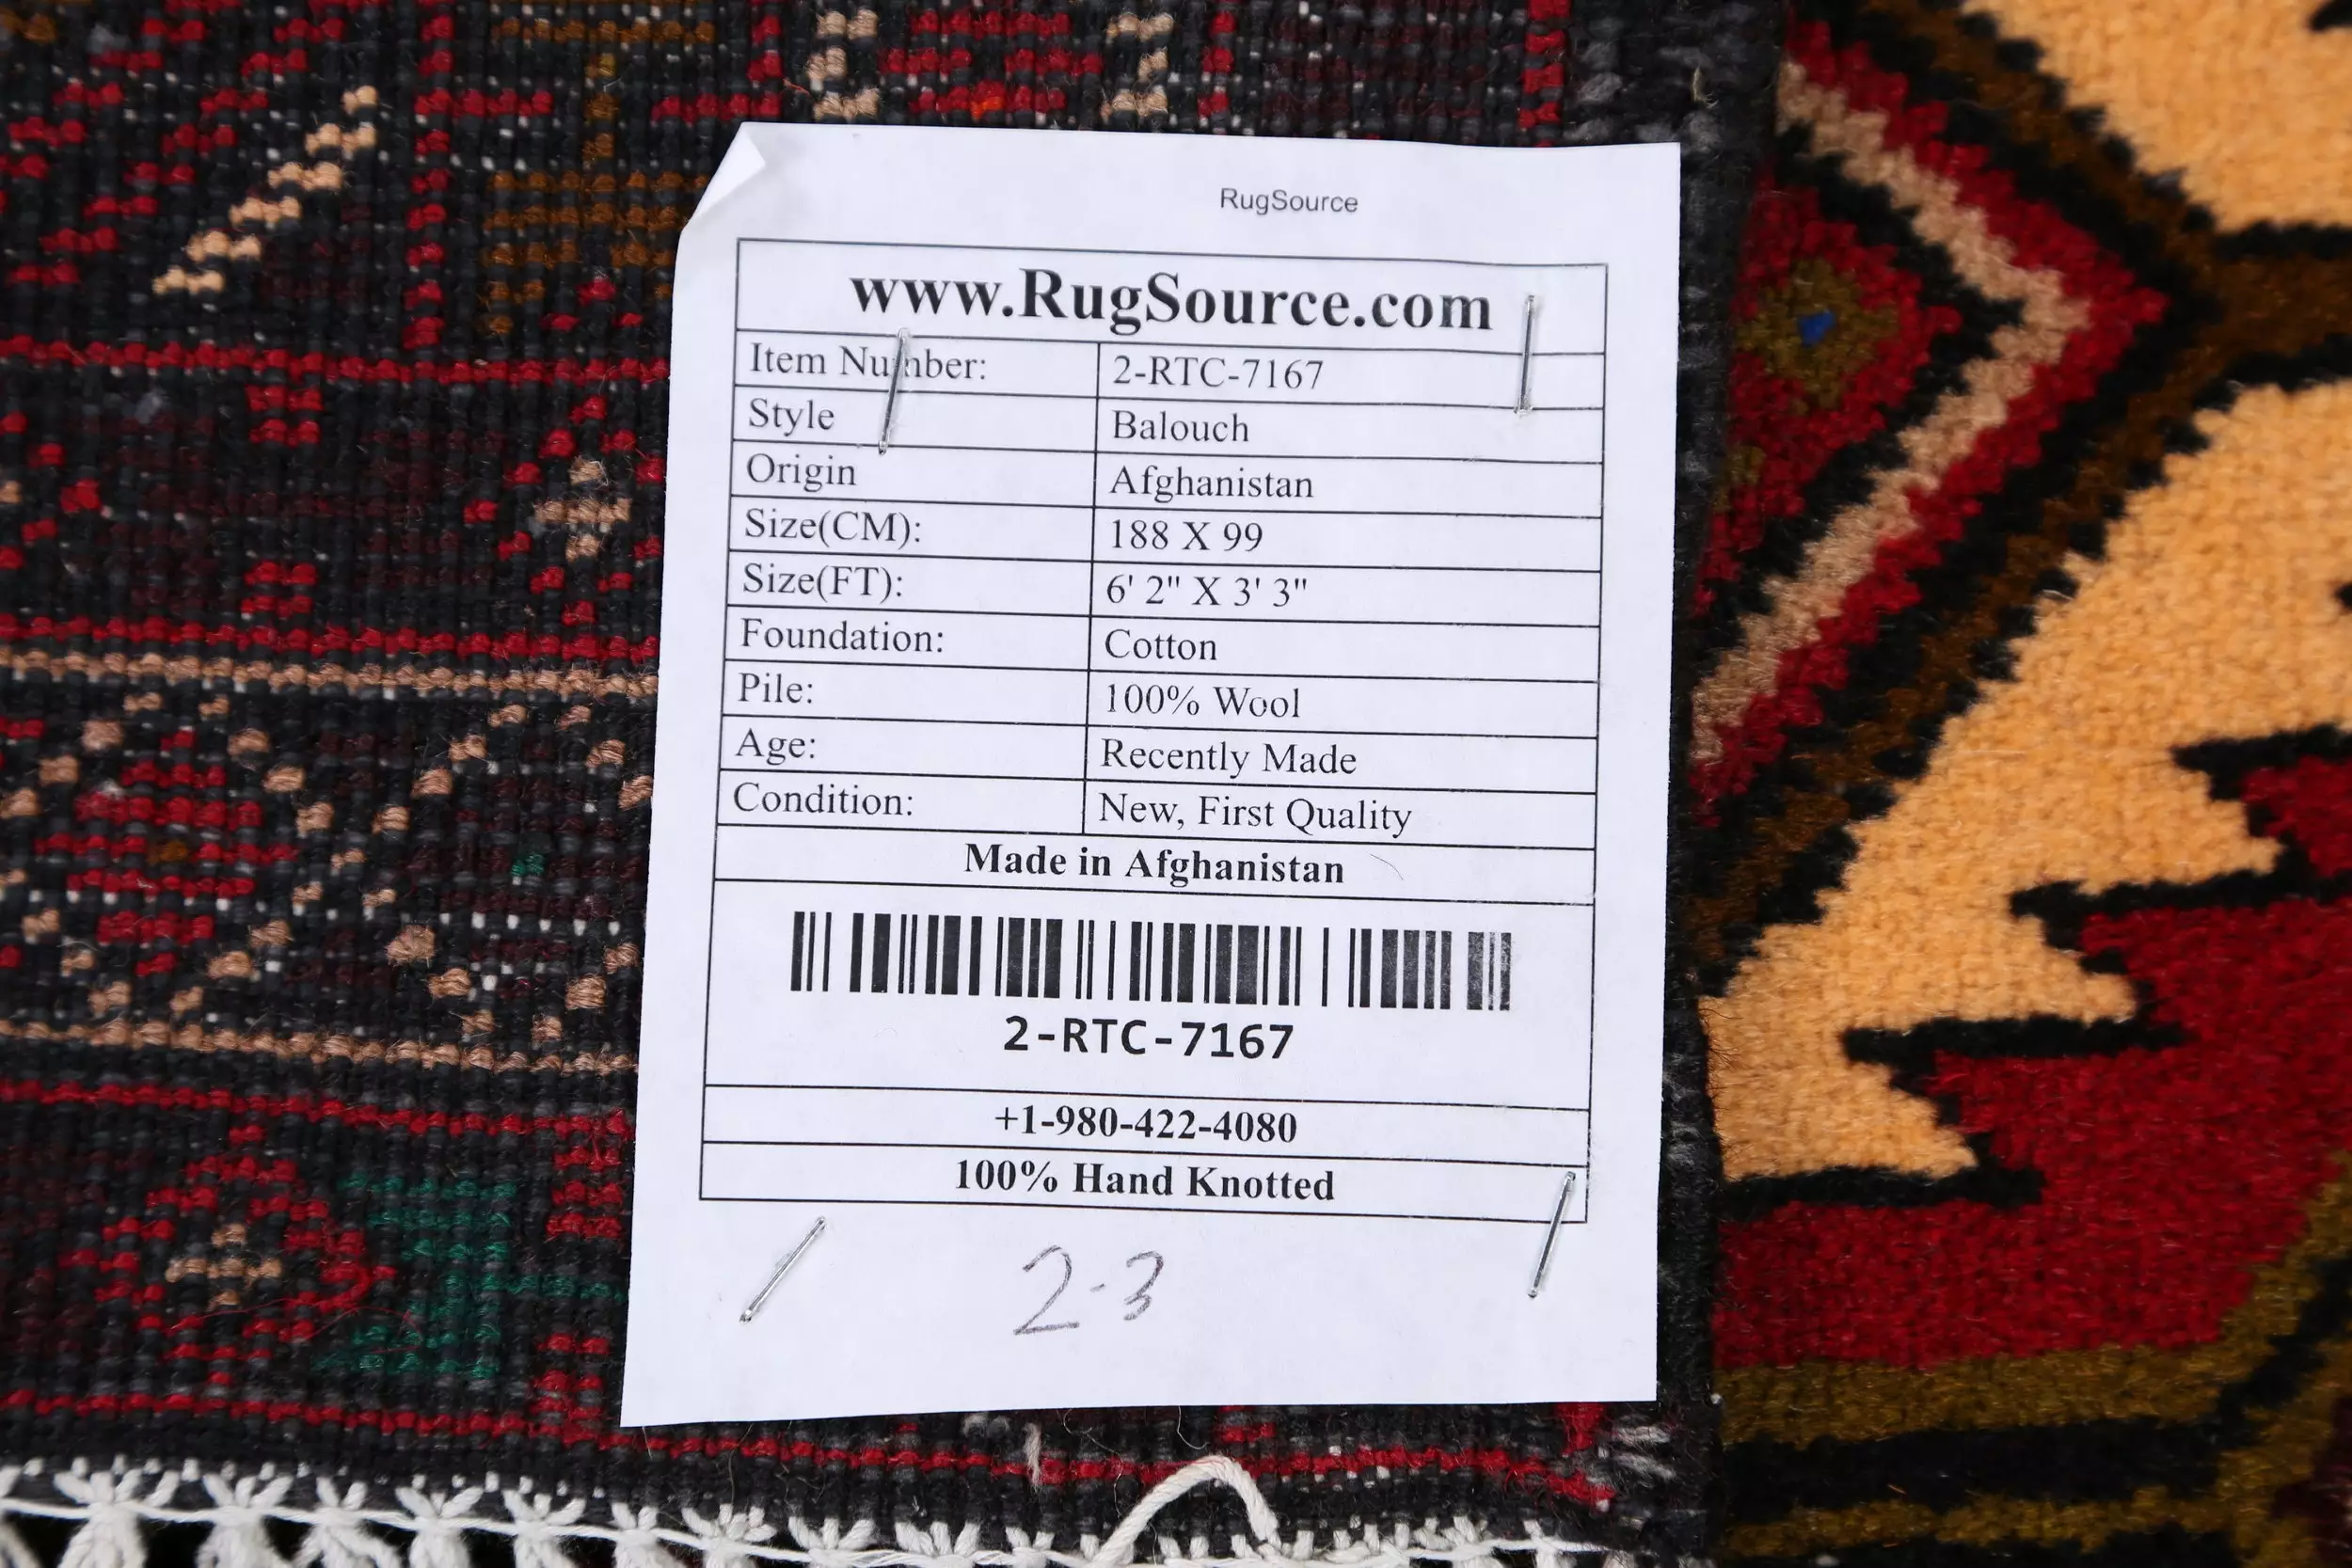 RugSource
www.RugSource.com
Item Number: 2-RTC-7167
Style Balouch
Origin Afghanistan
Size(CM): 188 X 99
Size(FT): 6' 2" X 3' 3"
Foundation: Cotton
Pile: 100% Wool
Age: Recently Made
Condition: New, First Quality
Made in Afghanistan
2-RTC-7167
+1-980-422-4080
100% Hand Knotted
2-3